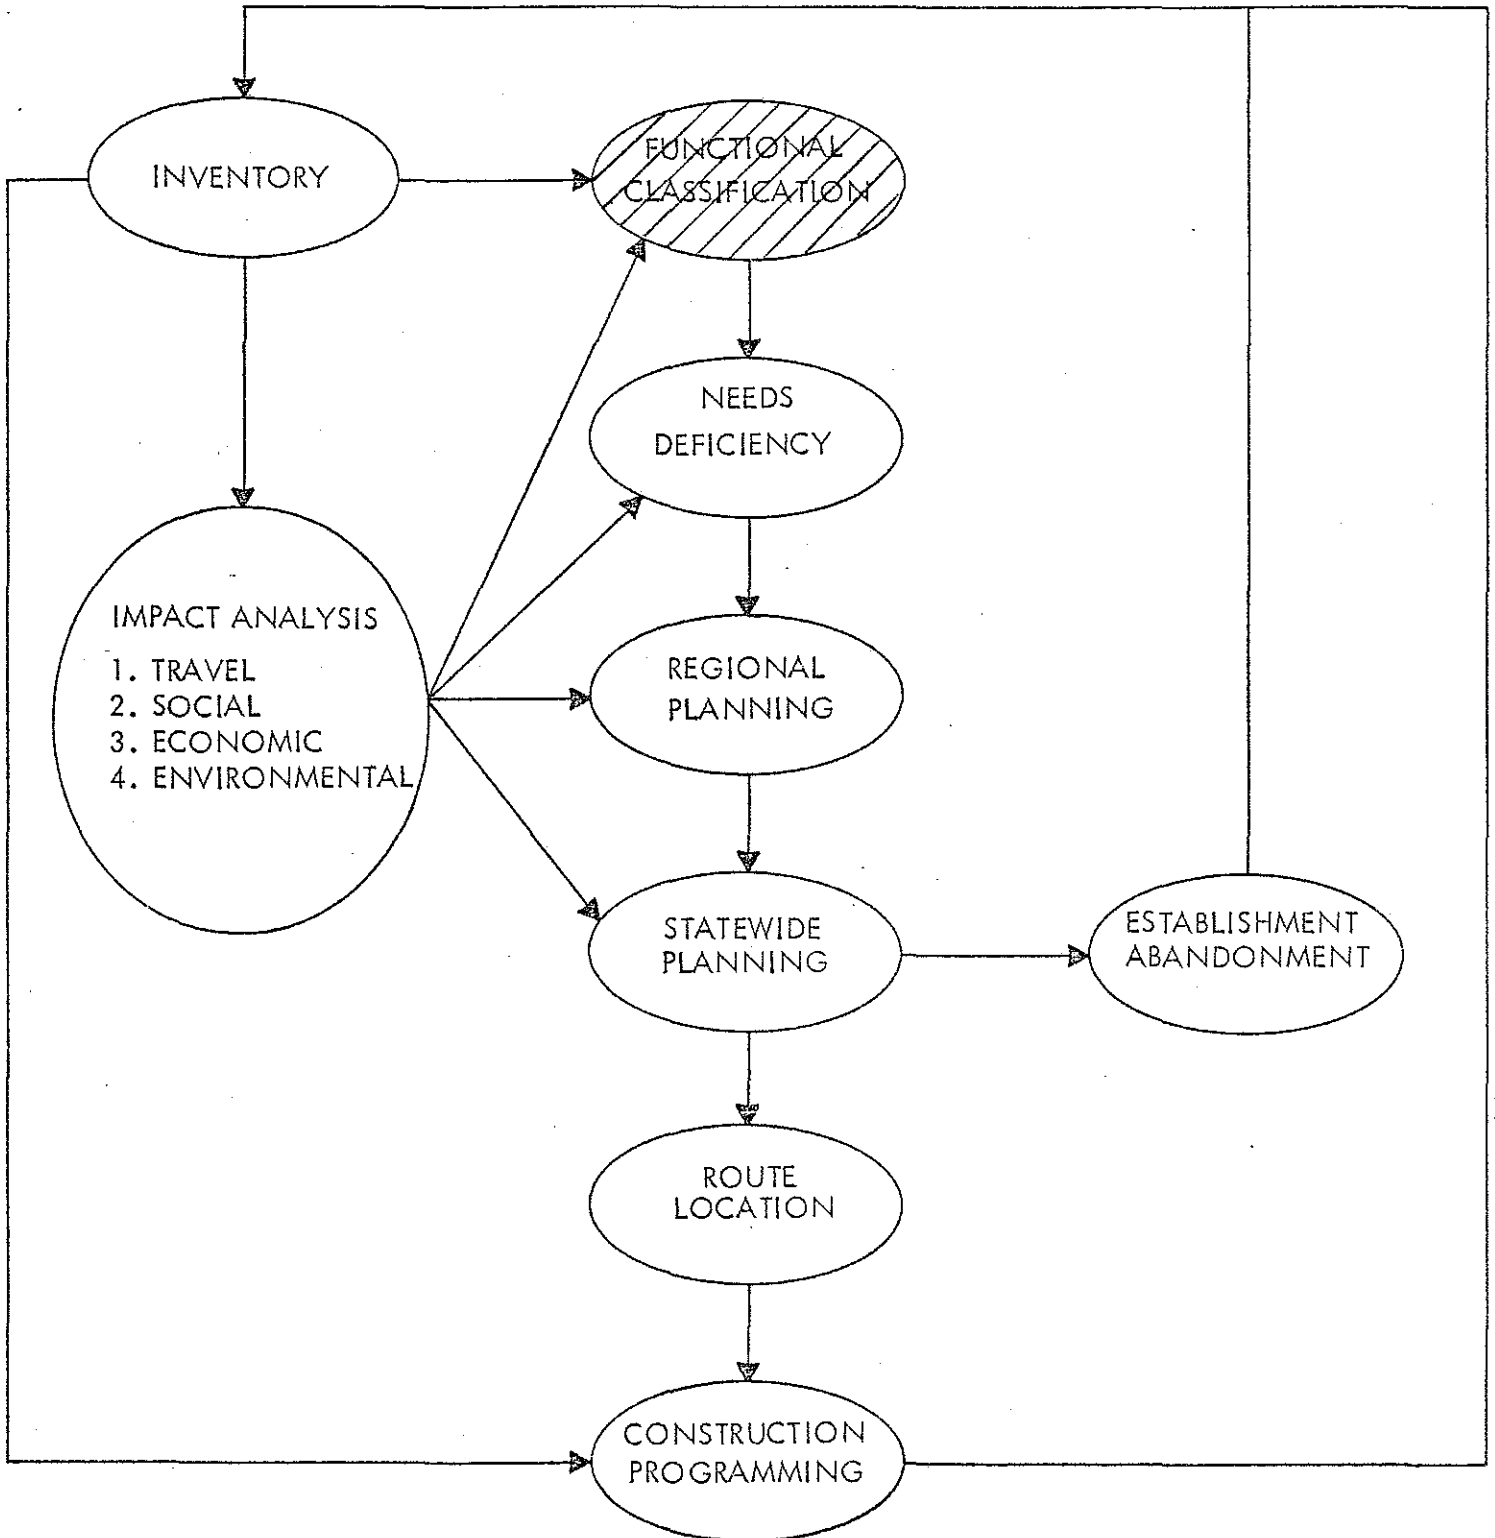 INVENTORY
FUNCTIONAL
CLASSIFICATION
NEEDS
DEFICIENCY
IMPACT ANALYSIS
1. TRAVEL
2. SOCIAL
3. ECONOMIC
4. ENVIRONMENTAL
REGIONAL
PLANNING
STATEWIDE
PLANNING
ESTABLISHMENT
ABANDONMENT
ROUTE
LOCATION
CONSTRUCTION
PROGRAMMING